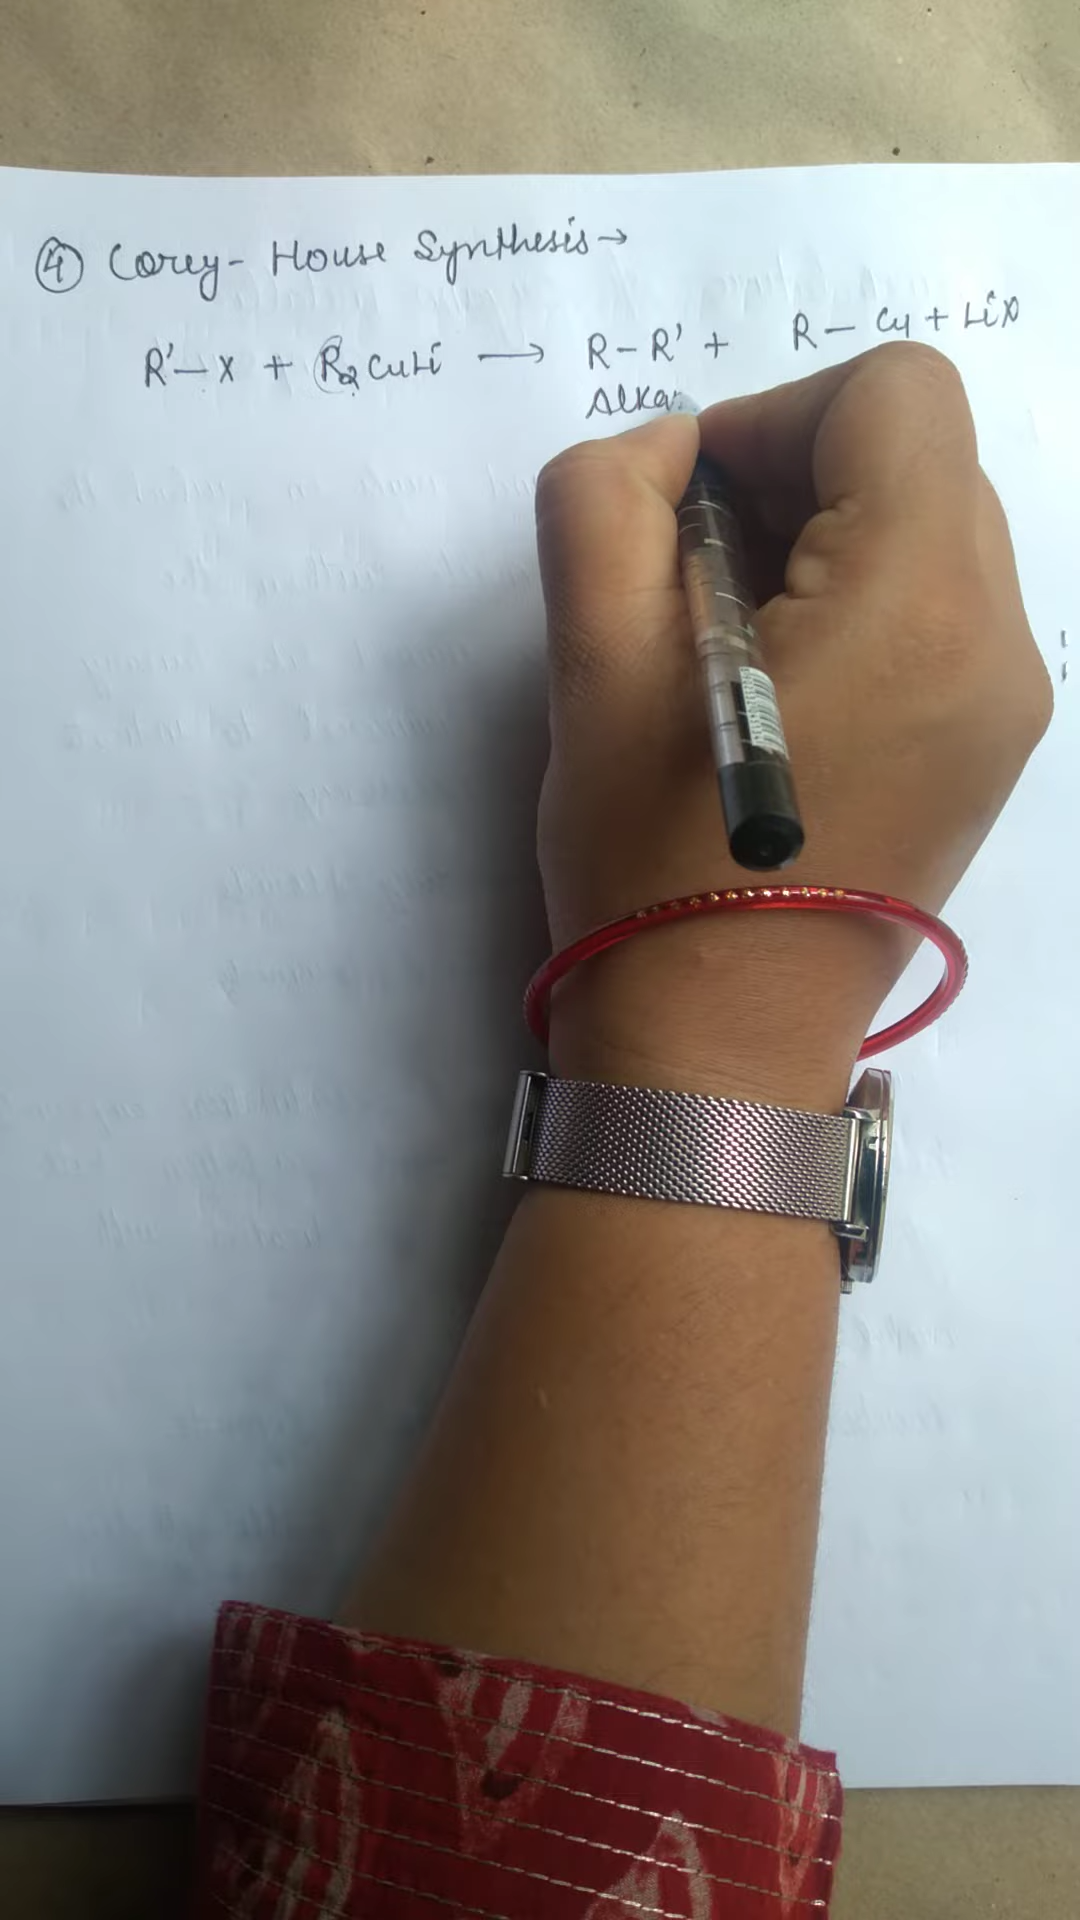 ④ Corey-House Synthesis→
R'-X + R₂CuLi ⟶ R-R' + R-Cu + LiX